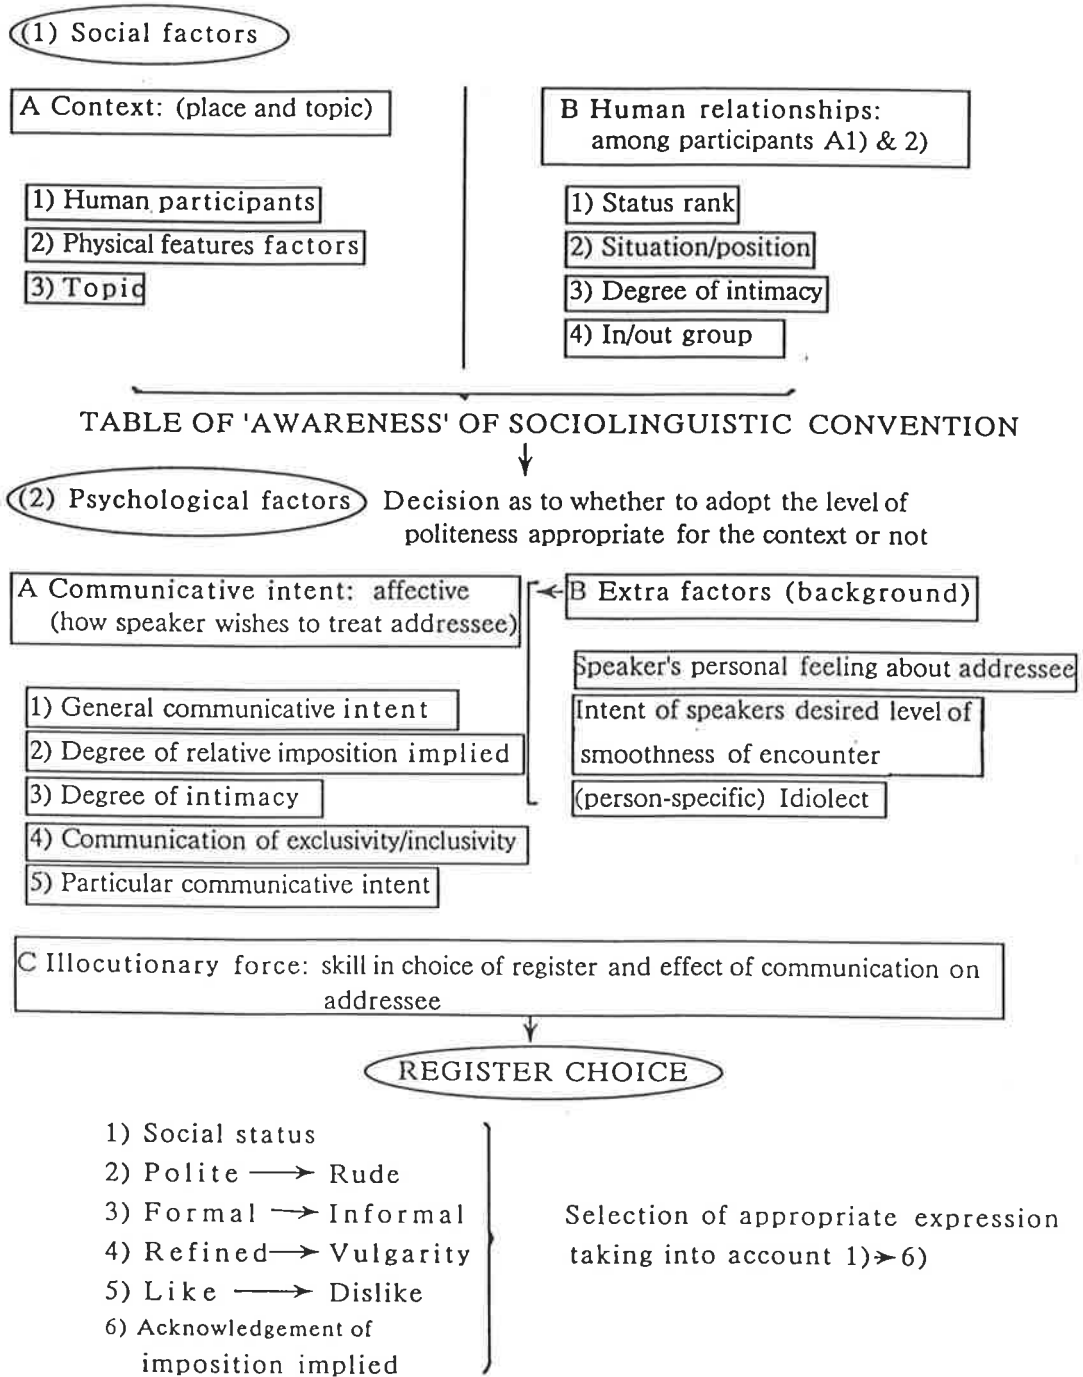 (1) Social factors
A Context: (place and topic)
1) Human participants
2) Physical features factors
3) Topic
B Human relationships:
among participants A1) & 2)
1) Status rank
2) Situation/position
3) Degree of intimacy
4) In/out group
TABLE OF 'AWARENESS' OF SOCIOLINGUISTIC CONVENTION
(2) Psychological factors
Decision as to whether to adopt the level of
politeness appropriate for the context or not
A Communicative intent: affective
(how speaker wishes to treat addressee)
1) General communicative intent
2) Degree of relative imposition implied
3) Degree of intimacy
4) Communication of exclusivity/inclusivity
5) Particular communicative intent
B Extra factors (background)
Speaker's personal feeling about addressee
Intent of speakers desired level of
smoothness of encounter
(person-specific) Idiolect
C Illocutionary force: skill in choice of register and effect of communication on
addressee
REGISTER CHOICE
1) Social status
2) Polite → Rude
3) Formal → Informal
4) Refined → Vulgarity
5) Like → Dislike
6) Acknowledgement of
imposition implied
Selection of appropriate expression
taking into account 1)→ 6)